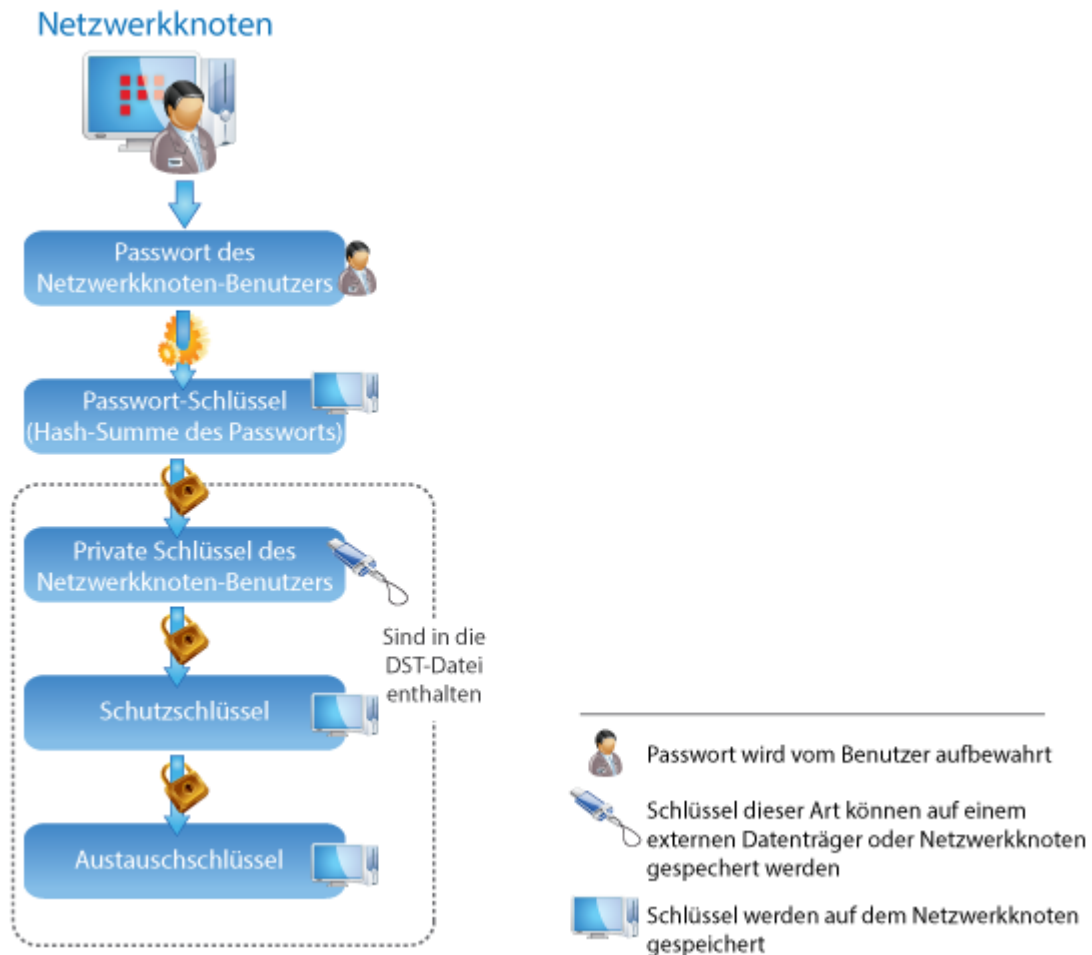 Netzwerkknoten
Passwort des
Netzwerkknoten-Benutzers
Passwort-Schlüssel
(Hash-Summe des Passworts)
Private Schlüssel des
Netzwerkknoten-Benutzers
Sind in die
DST-Datei
enthalten
Schutzschlüssel
Austauschschlüssel
Passwort wird vom Benutzer aufbewahrt
Schlüssel dieser Art können auf einem
externen Datenträger oder Netzwerkknoten
gespechert werden
Schlüssel werden auf dem Netzwerkknoten
gespeichert